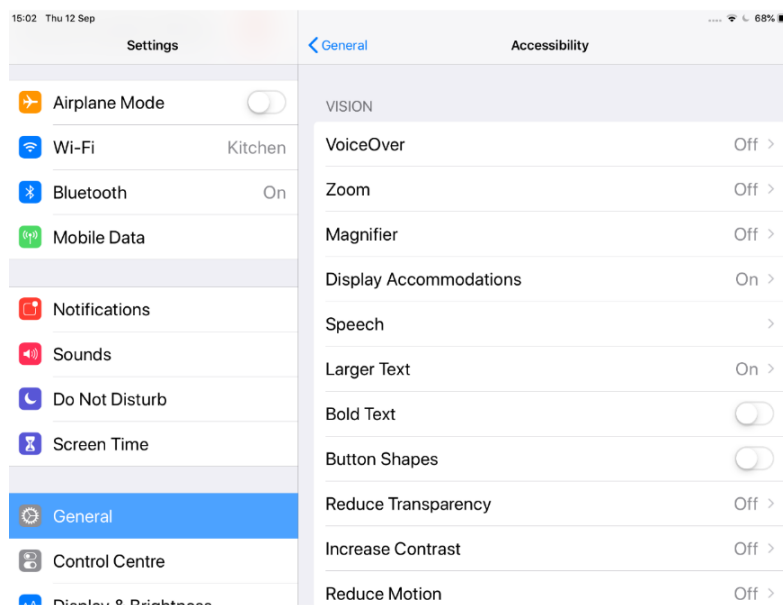 15:02 Thu 12 Sep
68%
Settings
Airplane Mode
Wi-Fi Kitchen
Bluetooth On
Mobile Data
Notifications
Sounds
Do Not Disturb
Screen Time
General
Control Centre
Display & Brightness
General
Accessibility
VISION
VoiceOver Off
Zoom Off
Magnifier Off
Display Accommodations On
Speech
Larger Text On
Bold Text
Button Shapes
Reduce Transparency Off
Increase Contrast Off
Reduce Motion Off